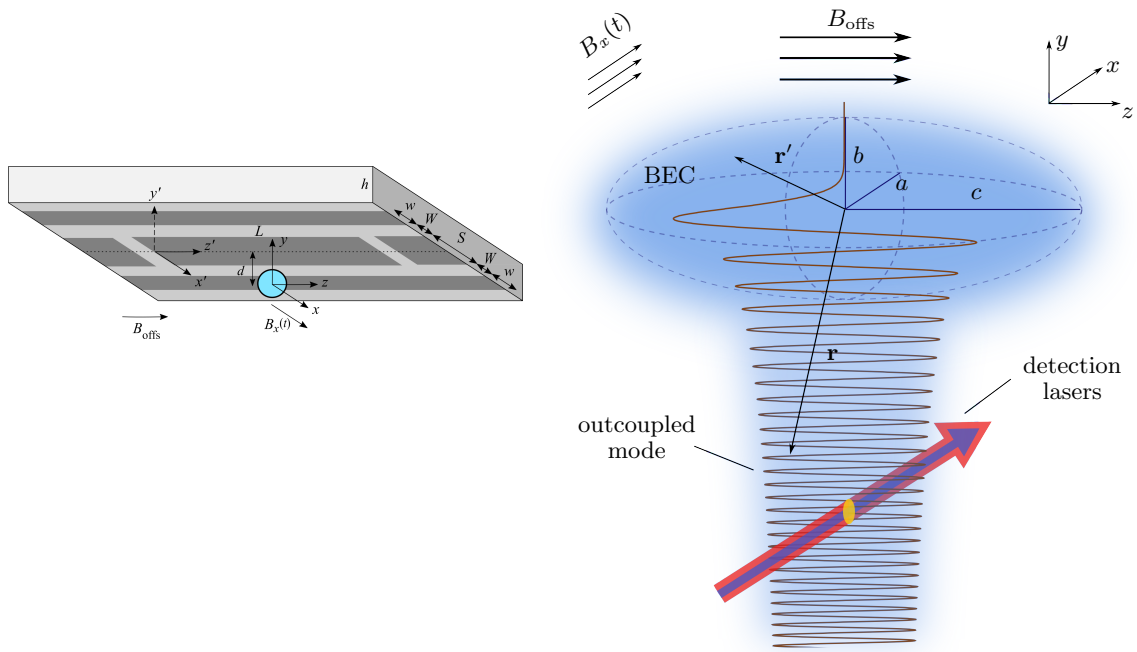 h
w
W
S
W
w
y′
L
z′
y
d
z
x′
x
B_offs
B_x(t)
B_x(t)
B_offs
y
x
z
r′
b
BEC
a
c
r
detection
lasers
outcoupled
mode